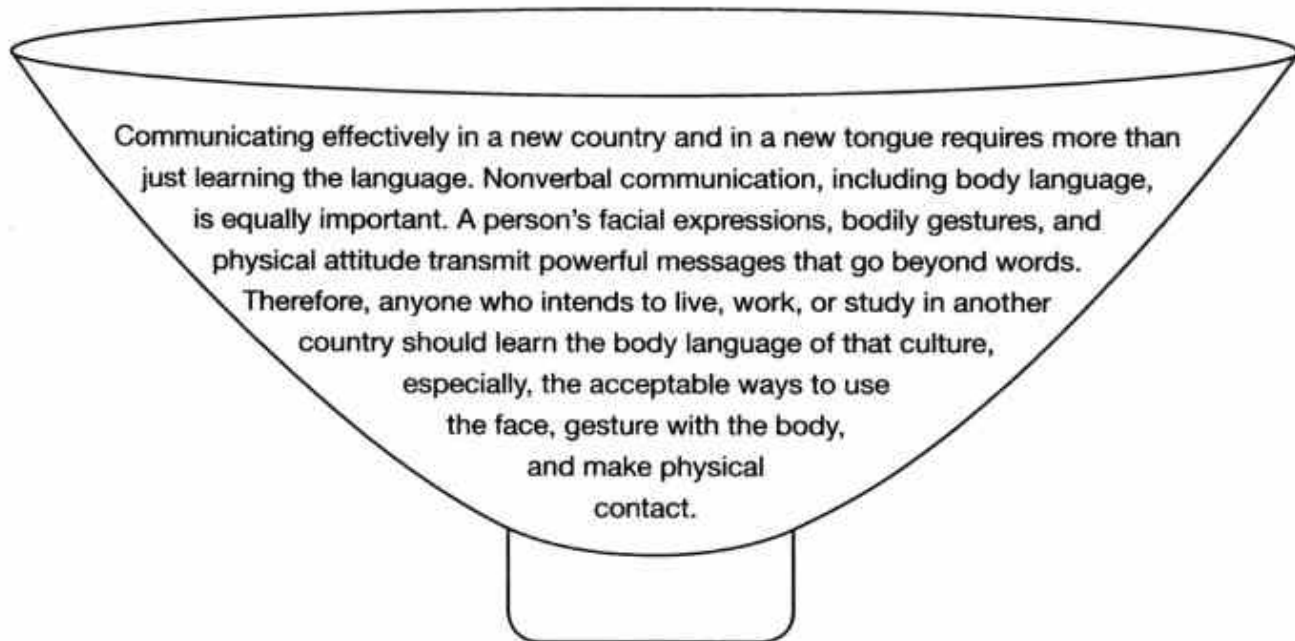 Communicating effectively in a new country and in a new tongue requires more than
just learning the language. Nonverbal communication, including body language,
is equally important. A person's facial expressions, bodily gestures, and
physical attitude transmit powerful messages that go beyond words.
Therefore, anyone who intends to live, work, or study in another
country should learn the body language of that culture,
especially, the acceptable ways to use
the face, gesture with the body,
and make physical
contact.